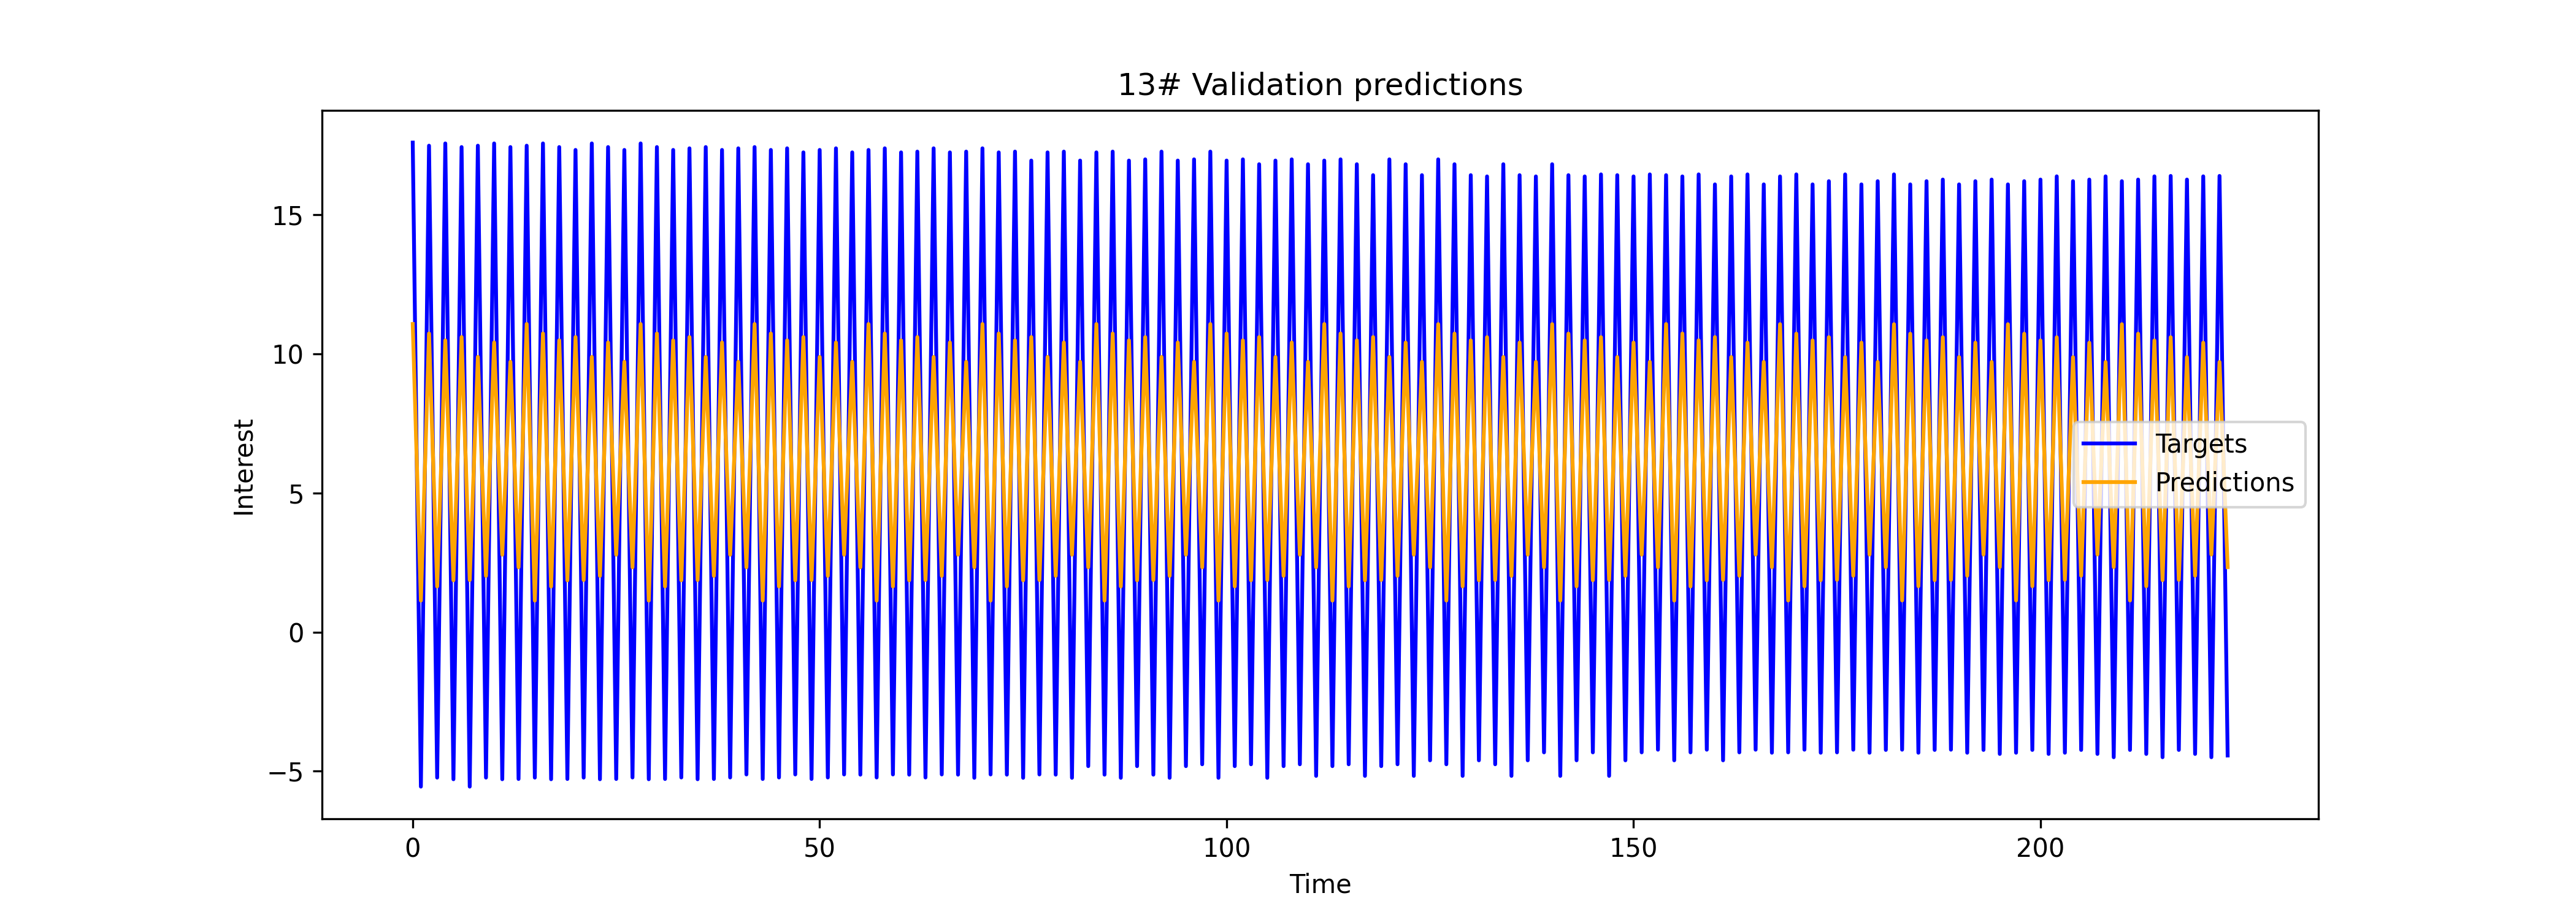 13# Validation predictions
Interest
15
10
5
0
−5
Targets
Predictions
0 50 100 150 200
Time